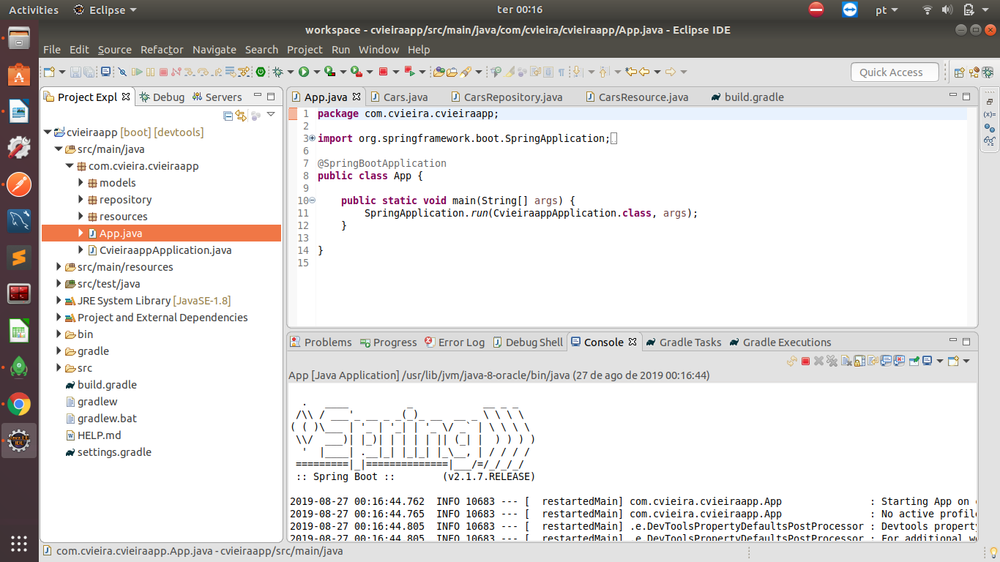 Activities Eclipse ter 00:16 pt
workspace - cvieiraapp/src/main/java/com/cvieira/cvieiraapp/App.java - Eclipse IDE
File Edit Source Refactor Navigate Search Project Run Window Help
Quick Access
Project Expl Debug Servers
cvieiraapp [boot] [devtools]
src/main/java
com.cvieira.cvieiraapp
models
repository
resources
App.java
CvieiraappApplication.java
src/main/resources
src/test/java
JRE System Library [JavaSE-1.8]
Project and External Dependencies
bin
gradle
src
build.gradle
gradlew
gradlew.bat
HELP.md
settings.gradle
App.java Cars.java CarsRepository.java CarsResource.java build.gradle
1 package com.cvieira.cvieiraapp;
2
3 import org.springframework.boot.SpringApplication;
6
7 @SpringBootApplication
8 public class App {
9
10 public static void main(String[] args) {
11 SpringApplication.run(CvieiraappApplication.class, args);
12 }
13
14 }
15
Problems Progress Error Log Debug Shell Console Gradle Tasks Gradle Executions
App [Java Application] /usr/lib/jvm/java-8-oracle/bin/java (27 de ago de 2019 00:16:44)
  .   ____          _            __ _ _
 /\\ / ___'_ __ _ _(_)_ __  __ _ \ \ \ \
( ( )\___ | '_ | '_| | '_ \/ _` | \ \ \ \
 \\/  ___)| |_)| | | | | || (_| |  ) ) ) )
  '  |____| .__|_| |_|_| |_\__, | / / / /
 =========|_|==============|___/=/_/_/_/
 :: Spring Boot ::        (v2.1.7.RELEASE)
2019-08-27 00:16:44.762  INFO 10683 --- [  restartedMain] com.cvieira.cvieiraapp.App               : Starting App on
2019-08-27 00:16:44.765  INFO 10683 --- [  restartedMain] com.cvieira.cvieiraapp.App               : No active profil
2019-08-27 00:16:44.805  INFO 10683 --- [  restartedMain] .e.DevToolsPropertyDefaultsPostProcessor : Devtools property
2019-08-27 00:16:44.805  INFO 10683 --- [  restartedMain] .e.DevToolsPropertyDefaultsPostProcessor : For additional w
com.cvieira.cvieiraapp.App.java - cvieiraapp/src/main/java